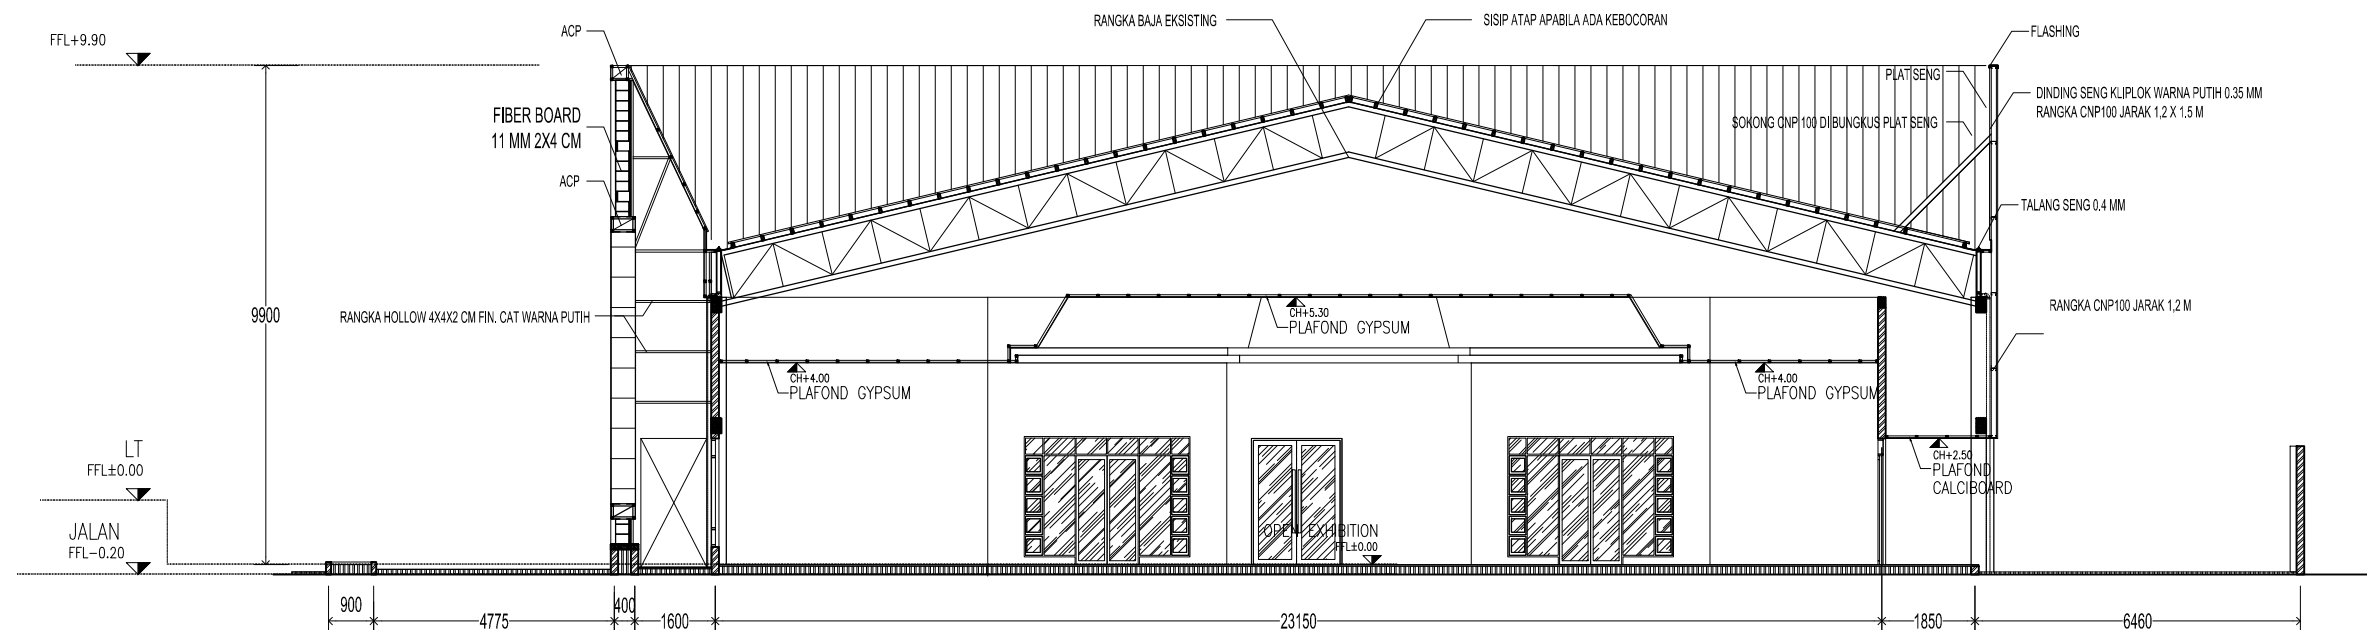 RANGKA BAJA EKSISTING
SISIP ATAP APABILA ADA KEBOCORAN
ACP
FLASHING
FFL+9.90
PLAT SENG
DINDING SENG KLIPLOK WARNA PUTIH 0.35 MM
RANGKA CNP100 JARAK 1,2 X 1.5 M
FIBER BOARD
11 MM 2X4 CM
SOKONG CNP 100 DI BUNGKUS PLAT SENG
ACP
TALANG SENG 0.4 MM
RANGKA CNP100 JARAK 1,2 M
9900
RANGKA HOLLOW 4X4X2 CM FIN. CAT WARNA PUTIH
CH+5.30
PLAFOND GYPSUM
CH+4.00
PLAFOND GYPSUM
CH+4.00
PLAFOND GYPSUM
LT
FFL±0.00
CH+2.50
PLAFOND
CALCIBOARD
JALAN
FFL-0.20
OPEN EXHIBITION
FFL±0.00
900
4775
400
1600
23150
1850
6460